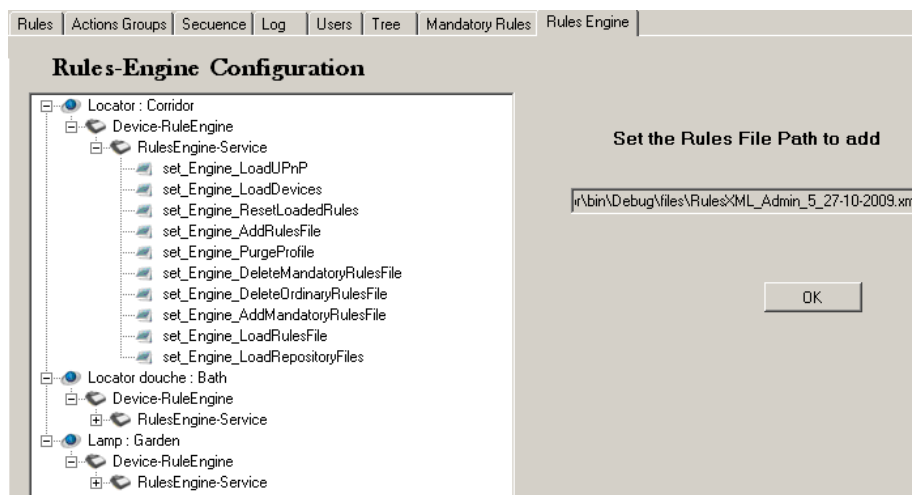 Rules Actions Groups Secuence Log Users Tree Mandatory Rules Rules Engine
Rules-Engine Configuration
Locator : Corridor
Device-RuleEngine
RulesEngine-Service
set_Engine_LoadUPnP
set_Engine_LoadDevices
set_Engine_ResetLoadedRules
set_Engine_AddRulesFile
set_Engine_PurgeProfile
set_Engine_DeleteMandatoryRulesFile
set_Engine_DeleteOrdinaryRulesFile
set_Engine_AddMandatoryRulesFile
set_Engine_LoadRulesFile
set_Engine_LoadRepositoryFiles
Locator douche : Bath
Device-RuleEngine
RulesEngine-Service
Lamp : Garden
Device-RuleEngine
RulesEngine-Service
Set the Rules File Path to add
r\bin\Debug\files\RulesXML_Admin_5_27-10-2009.xm
OK